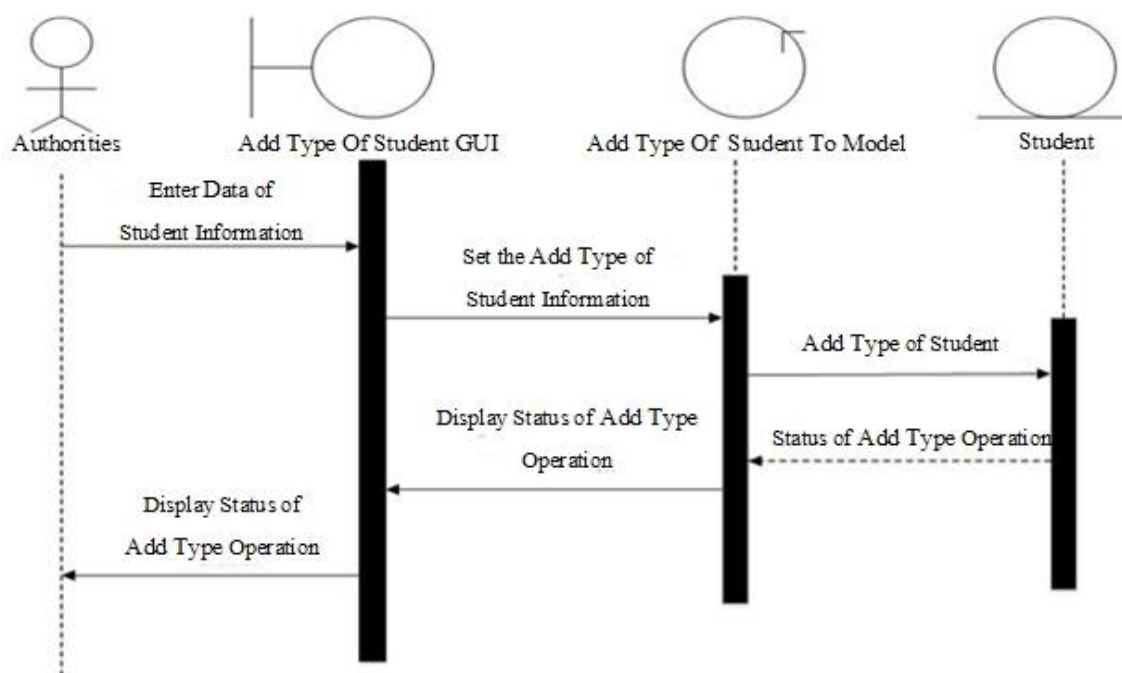 Authorities
Add Type Of Student GUI
Add Type Of Student To Model
Student
Enter Data of
Student Information
Set the Add Type of
Student Information
Add Type of Student
Display Status of Add Type
Operation
Status of Add Type Operation
Display Status of
Add Type Operation